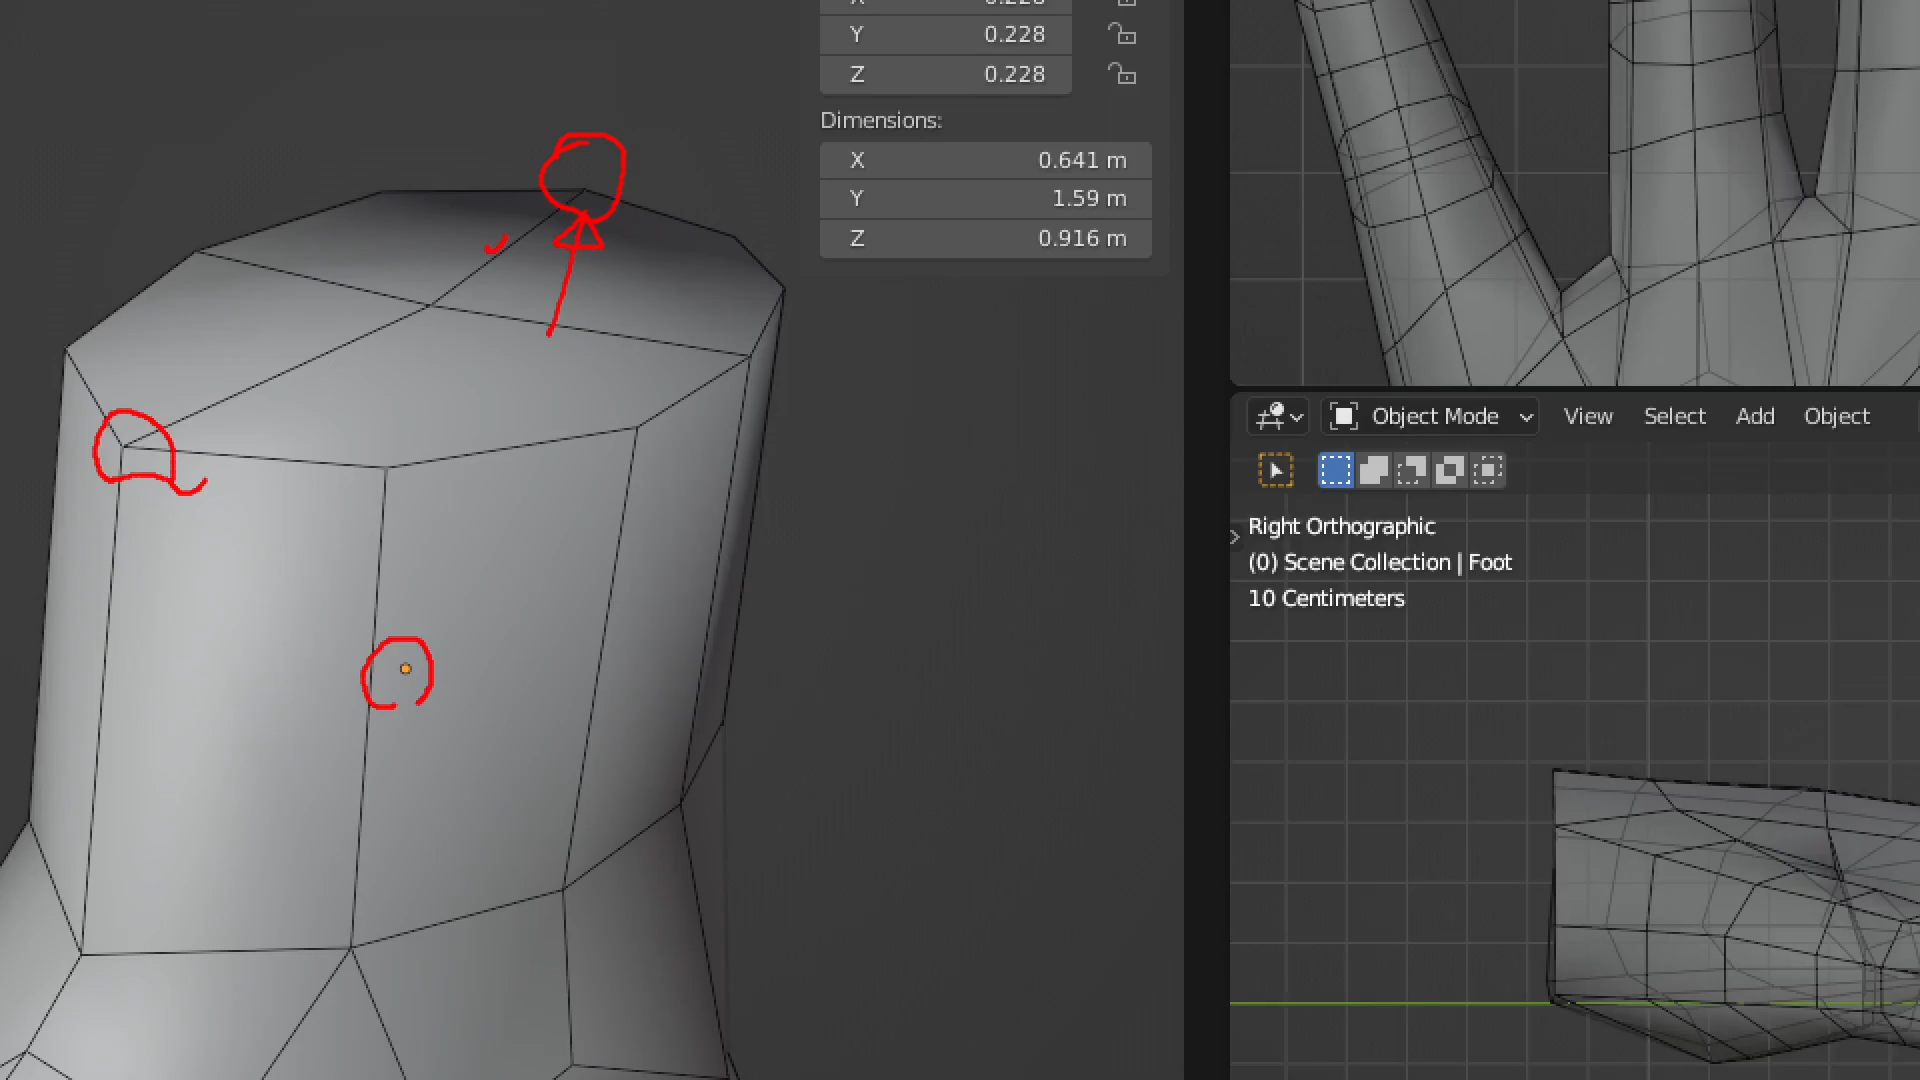 Y 0.228
Z 0.228
Dimensions:
X 0.641 m
Y 1.59 m
Z 0.916 m
Object Mode View Select Add Object
Right Orthographic
(0) Scene Collection | Foot
10 Centimeters